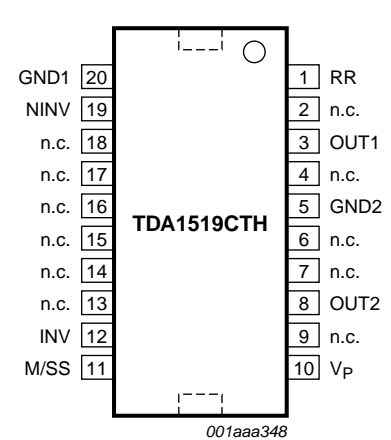 GND1 20 1 RR
NINV 19 2 n.c.
n.c. 18 3 OUT1
n.c. 17 4 n.c.
n.c. 16 5 GND2
TDA1519CTH
n.c. 15 6 n.c.
n.c. 14 7 n.c.
n.c. 13 8 OUT2
INV 12 9 n.c.
M/SS 11 10 VP
001aaa348